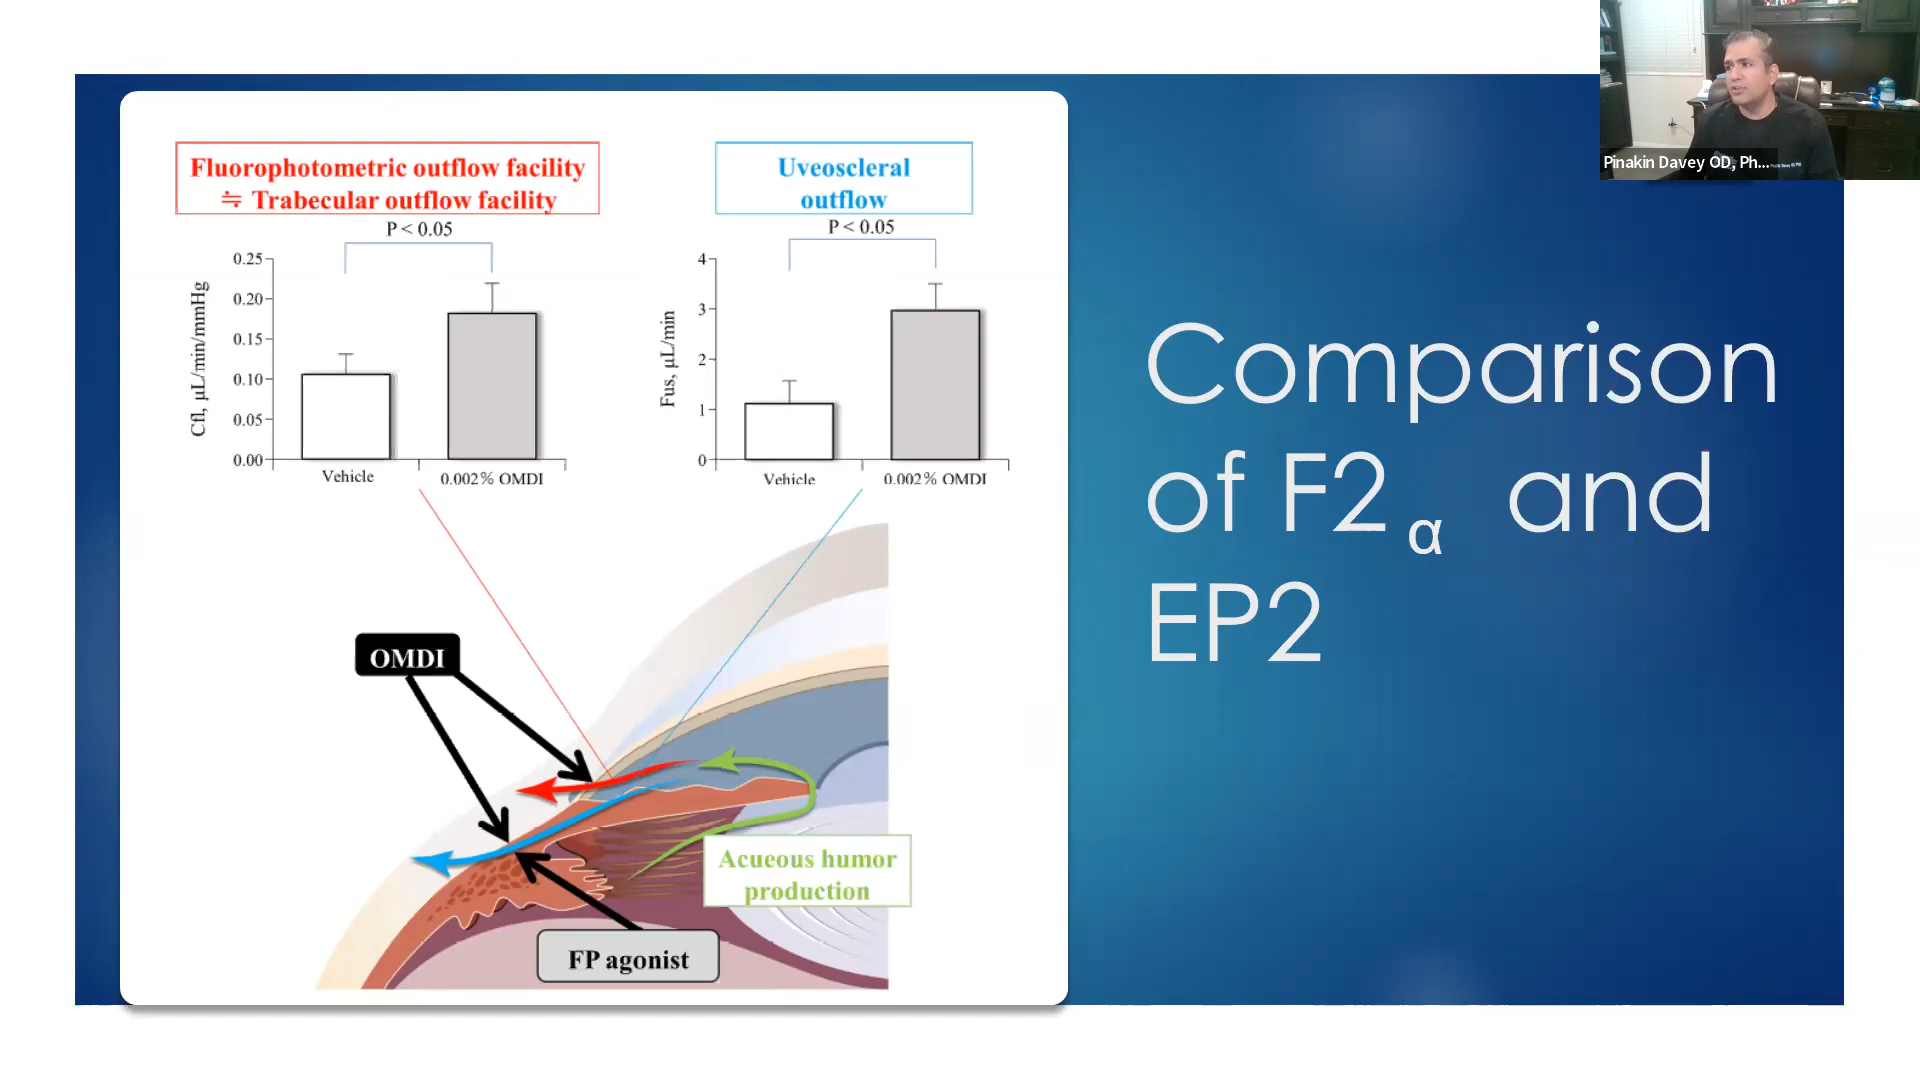 Fluorophotometric outflow facility
≒ Trabecular outflow facility
P < 0.05
0.25
0.20
0.15
0.10
0.05
0.00
Cfl, µL/min/mmHg
Vehicle
0.002% OMDI
Uveoscleral
outflow
P < 0.05
4
3
2
1
0
Fus, µL/min
Vehicle
0.002% OMDI
OMDI
Acueous humor
production
FP agonist
Comparison
of F2 α and
EP2
Pinakin Davey OD, Ph...